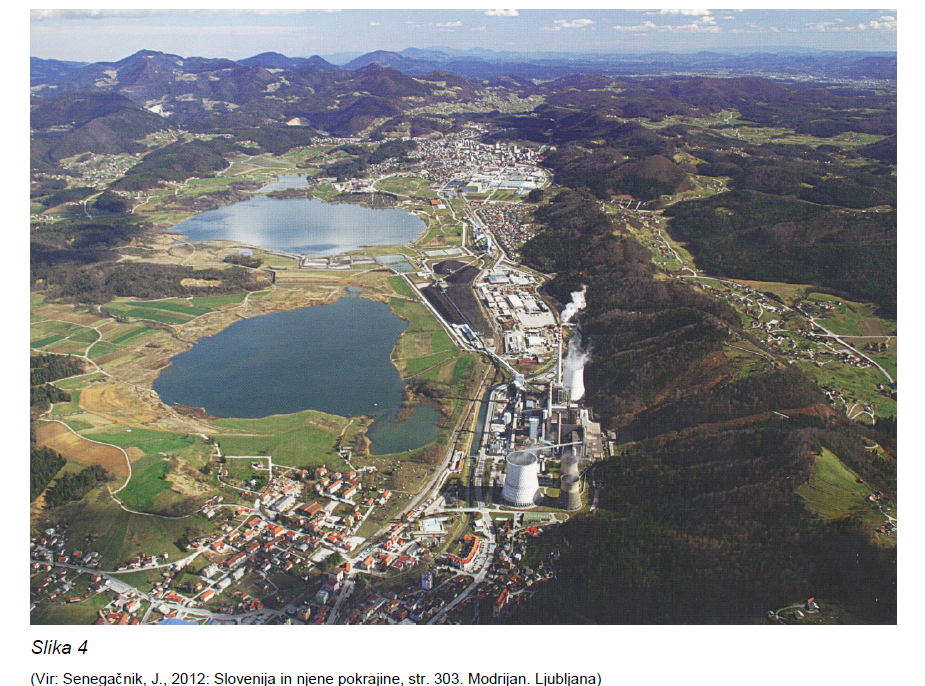 Slika 4
(Vir: Senegačnik, J., 2012: Slovenija in njene pokrajine, str. 303. Modrijan. Ljubljana)